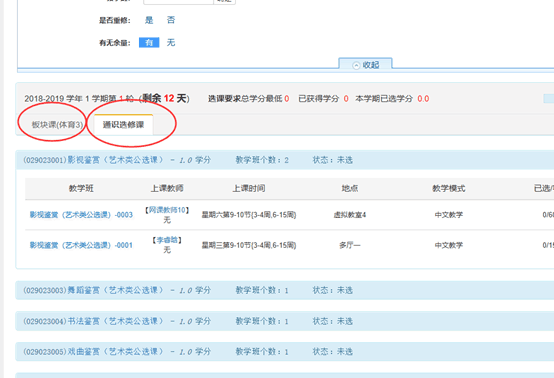 是否重修： 是 否
有无余量： 有 无
收起
2018-2019 学年 1 学期第 1 轮（剩余 12 天） 选课要求总学分最低 0 已获得学分 0 本学期已选学分 0.0
板块课(体育3) 通识选修课
(029023001)影视鉴赏（艺术类公选课） - 1.0 学分 教学班个数：2 状态：未选
教学班 上课教师 上课时间 地点 教学模式 已选/
影视鉴赏（艺术类公选课）-0003 【网课教师10】无 星期六第9-10节{3-4周,6-15周} 虚拟教室4 中文教学 0/60
影视鉴赏（艺术类公选课）-0001 【李睿晗】无 星期三第9-10节{3-4周,6-15周} 多厅一 中文教学 0/15
(029023003)舞蹈鉴赏（艺术类公选课） - 1.0 学分 教学班个数：1 状态：未选
(029023004)书法鉴赏（艺术类公选课） - 1.0 学分 教学班个数：1 状态：未选
(029023005)戏曲鉴赏（艺术类公选课） - 1.0 学分 教学班个数：1 状态：未选